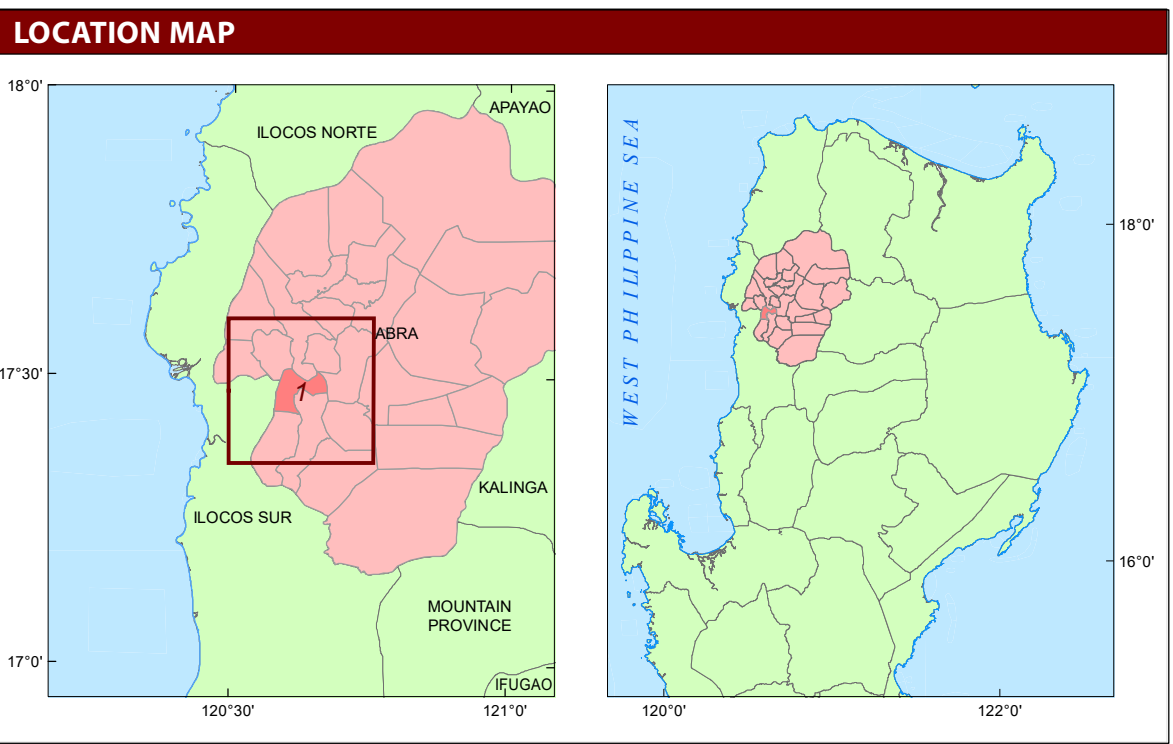 LOCATION MAP
18°0'
APAYAO
ILOCOS NORTE
ABRA
17°30'
1
KALINGA
ILOCOS SUR
MOUNTAIN
PROVINCE
17°0'
IFUGAO
120°30'
121°0'
WEST PHILIPPINE SEA
18°0'
16°0'
120°0'
122°0'